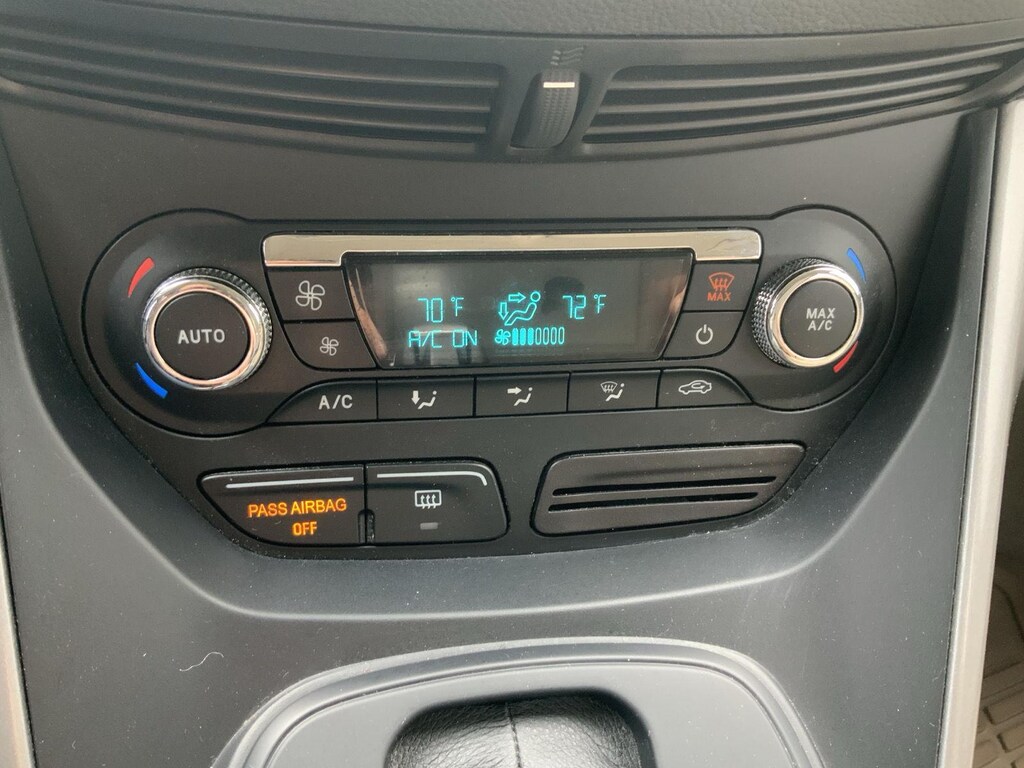 70 °F 72 °F
A/C ON
AUTO
MAX
MAX
A/C
A/C
PASS AIRBAG
OFF